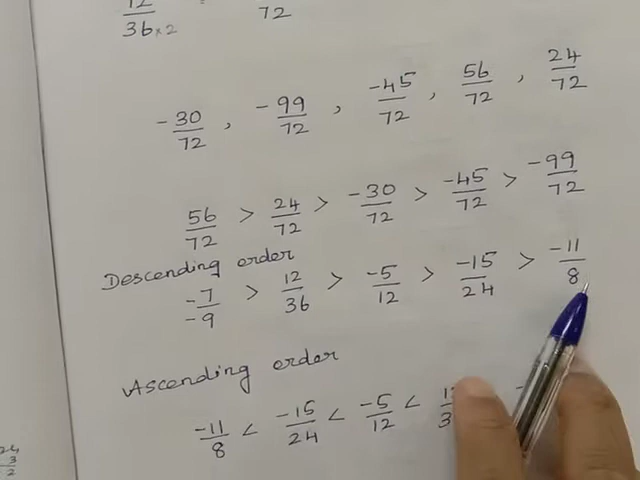 12/36×2 72
-30/72 , -99/72 , -45/72 , 56/72 , 24/72
56/72 > 24/72 > -30/72 > -45/72 > -99/72
Descending order
-7/-9 > 12/36 > -5/12 > -15/24 > -11/8
Ascending order
-11/8 < -15/24 < -5/12 <